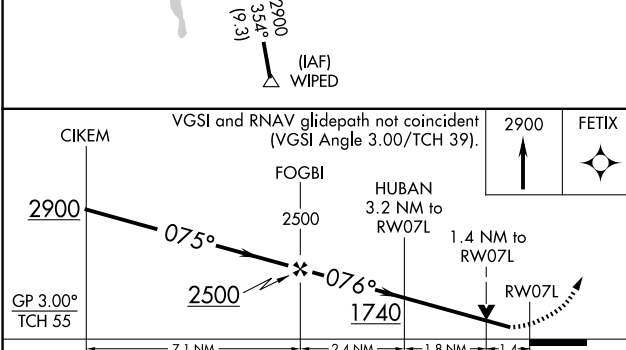 2900
354°
(9.3)
(IAF)
WIPED
VGSI and RNAV glidepath not coincident
(VGSI Angle 3.00/TCH 39).
2900
FETIX
CIKEM
FOGBI
2500
HUBAN
3.2 NM to
RW07L
1.4 NM to
RW07L
2900
075°
2500
076°
1740
RW07L
GP 3.00°
TCH 55
7.1 NM
2.4 NM
1.8 NM
1.4